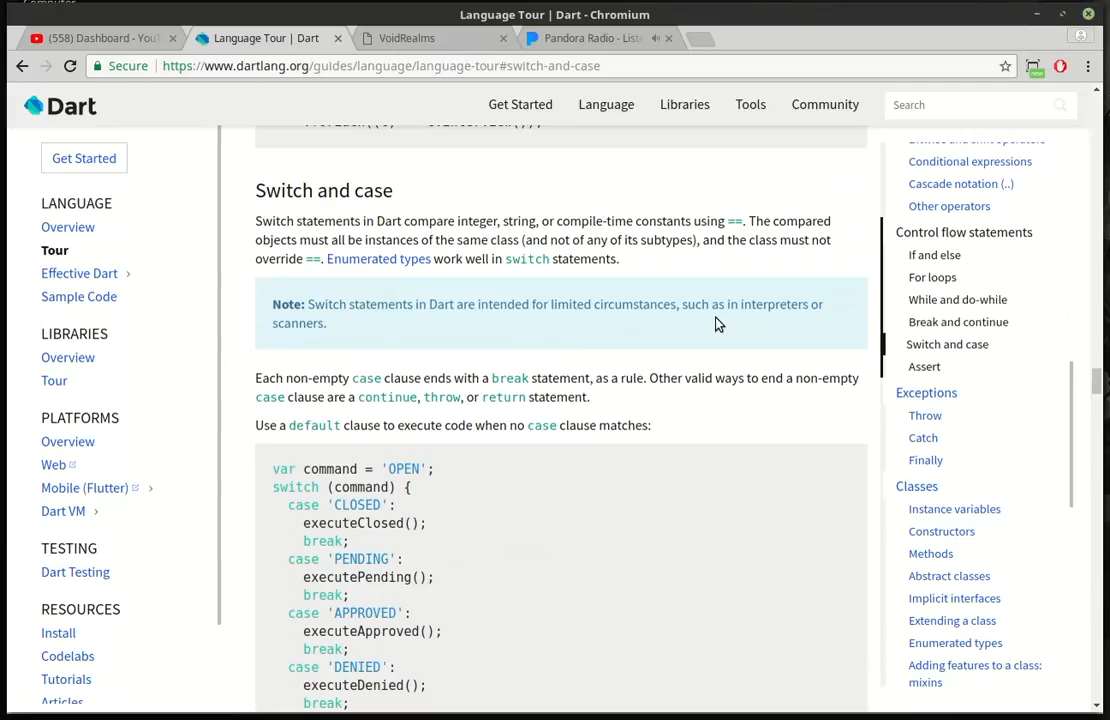 Language Tour | Dart - Chromium
(558) Dashboard - You
Language Tour | Dart
VoidRealms
Pandora Radio - Liste
Secure
https://www.dartlang.org/guides/language/language-tour#switch-and-case
new
Dart
Get Started
Language
Libraries
Tools
Community
Search
Get Started
LANGUAGE
Overview
Tour
Effective Dart
Sample Code
LIBRARIES
Overview
Tour
PLATFORMS
Overview
Web
Mobile (Flutter)
Dart VM
TESTING
Dart Testing
RESOURCES
Install
Codelabs
Tutorials
Articles
Switch and case
Switch statements in Dart compare integer, string, or compile-time constants using ==. The compared
objects must all be instances of the same class (and not of any of its subtypes), and the class must not
override ==. Enumerated types work well in switch statements.
Note: Switch statements in Dart are intended for limited circumstances, such as in interpreters or
scanners.
Each non-empty case clause ends with a break statement, as a rule. Other valid ways to end a non-empty
case clause are a continue, throw, or return statement.
Use a default clause to execute code when no case clause matches:
var command = 'OPEN';
switch (command) {
case 'CLOSED':
executeClosed();
break;
case 'PENDING':
executePending();
break;
case 'APPROVED':
executeApproved();
break;
case 'DENIED':
executeDenied();
break;
Bitwise and shift operators
Conditional expressions
Cascade notation (..)
Other operators
Control flow statements
If and else
For loops
While and do-while
Break and continue
Switch and case
Assert
Exceptions
Throw
Catch
Finally
Classes
Instance variables
Constructors
Methods
Abstract classes
Implicit interfaces
Extending a class
Enumerated types
Adding features to a class:
mixins